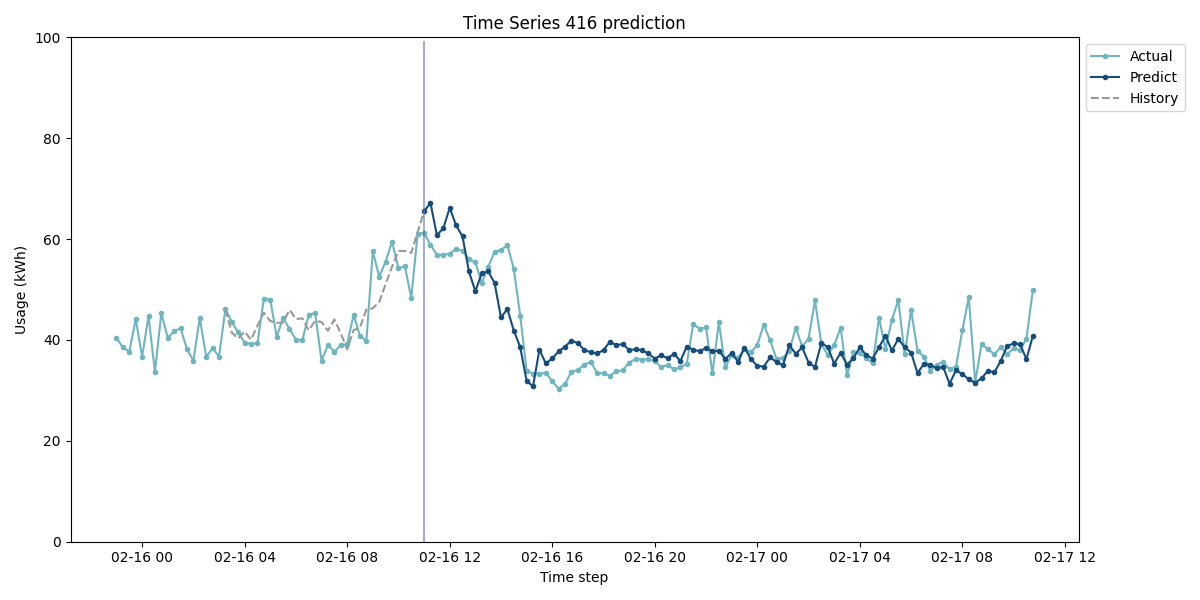 Time Series 416 prediction
Usage (kWh)
100
80
60
40
20
0
02-16 00
02-16 04
02-16 08
02-16 12
02-16 16
02-16 20
02-17 00
02-17 04
02-17 08
02-17 12
Time step
Actual
Predict
History